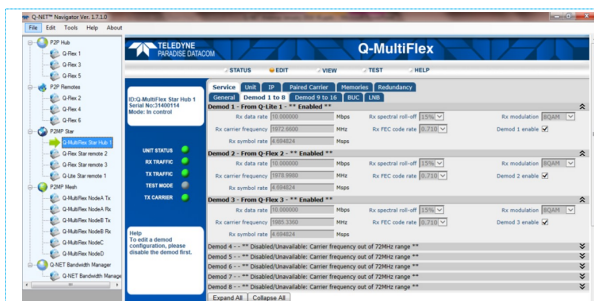 Q-NET™ Navigator Ver: 1.7.1.0
File Edit Tools Help About
P2P Hub
Q-Flex 1
Q-Flex 3
Q-Flex 5
P2P Remotes
Q-Flex 2
Q-Flex 4
Q-Flex 6
P2MP Star
Q-MultiFlex Star Hub 1
Q-Flex Star remote 2
Q-Flex Star remote 3
Q-Lite Star remote 1
P2MP Mesh
Q-MultiFlex NodeA Tx
Q-MultiFlex NodeA Rx
Q-MultiFlex NodeB Tx
Q-MultiFlex NodeB Rx
Q-MultiFlex NodeC
Q-MultiFlex NodeD
Q-NET Bandwidth Manager
Q-NET Bandwidth Manage
TELEDYNE
PARADISE DATACOM
Q-MultiFlex
STATUS EDIT VIEW TEST HELP
ID:Q-MultiFlex Star Hub 1
Serial No:31400114
Mode: In control
UNIT STATUS
RX TRAFFIC
TX TRAFFIC
TEST MODE
TX CARRIER
Help
To edit a demod
configuration, please
disable the demod first.
Service Unit IP Paired Carrier Memories Redundancy
General Demod 1 to 8 Demod 9 to 16 BUC LNB
Demod 1 - From Q-Lite 1 - ** Enabled **
Rx data rate 10.000000 Mbps Rx spectral roll-off 15% Rx modulation 8QAM
Rx carrier frequency 1072.6600 MHz Rx FEC code rate 0.710 Demod 1 enable
Rx symbol rate 4.694824 Msps
Demod 2 - From Q-Flex 2 - ** Enabled **
Rx data rate 10.000000 Mbps Rx spectral roll-off 15% Rx modulation 8QAM
Rx carrier frequency 1978.9980 MHz Rx FEC code rate 0.710 Demod 2 enable
Rx symbol rate 4.694824 Msps
Demod 3 - From Q-Flex 3 - ** Enabled **
Rx data rate 10.000000 Mbps Rx spectral roll-off 15% Rx modulation 8QAM
Rx carrier frequency 1085.3360 MHz Rx FEC code rate 0.710 Demod 3 enable
Rx symbol rate 4.694824 Msps
Demod 4 - - ** Disabled/Unavailable: Carrier frequency out of 72MHz range **
Demod 5 - - ** Disabled/Unavailable: Carrier frequency out of 72MHz range **
Demod 6 - - ** Disabled/Unavailable: Carrier frequency out of 72MHz range **
Demod 7 - - ** Disabled/Unavailable: Carrier frequency out of 72MHz range **
Demod 8 - - ** Disabled/Unavailable: Carrier frequency out of 72MHz range **
Expand All Collapse All